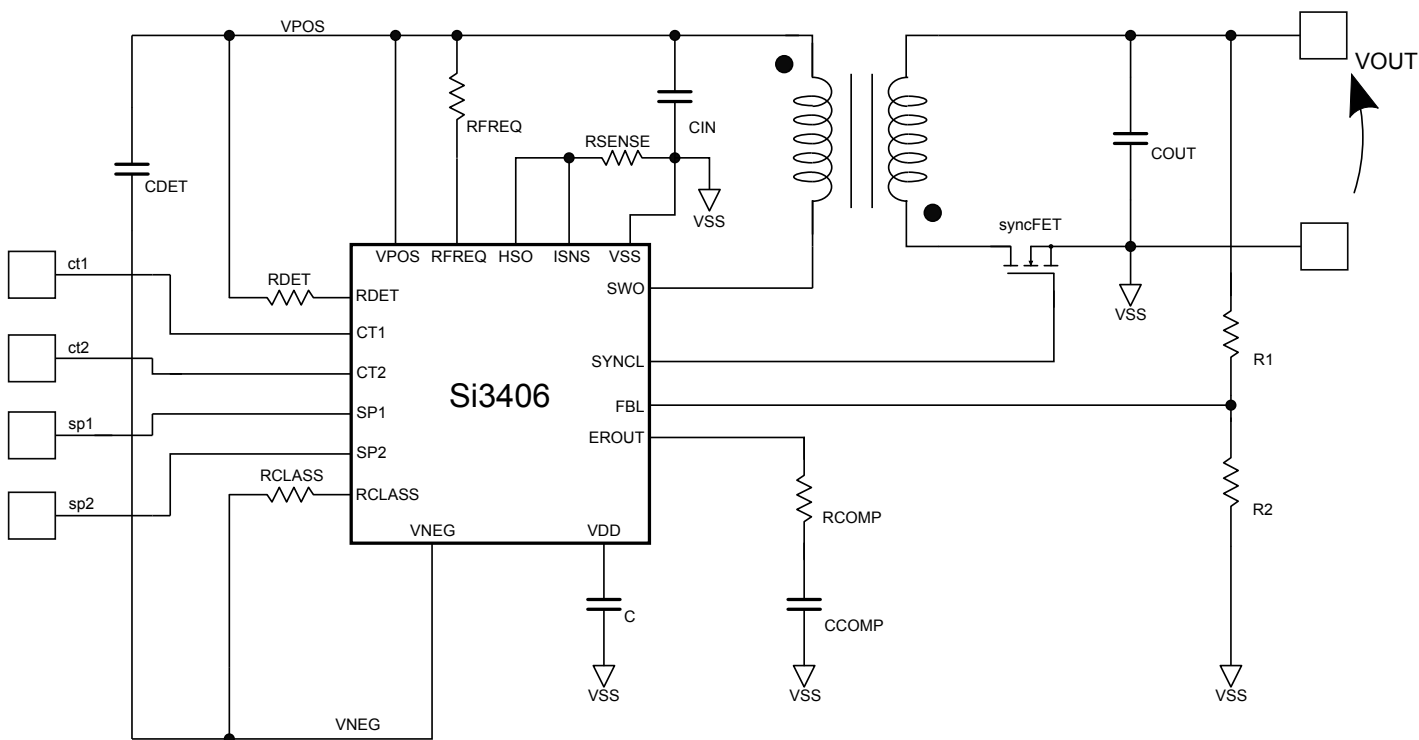 VPOS
VOUT
RFREQ
CIN
RSENSE
COUT
CDET
VSS
syncFET
VPOS RFREQ HSO ISNS VSS
ct1
RDET
RDET
SWO
VSS
CT1
ct2
CT2
SYNCL
R1
Si3406
FBL
sp1
SP1
EROUT
SP2
RCLASS
RCLASS
sp2
R2
RCOMP
VNEG
VDD
C
CCOMP
VSS
VSS
VSS
VNEG